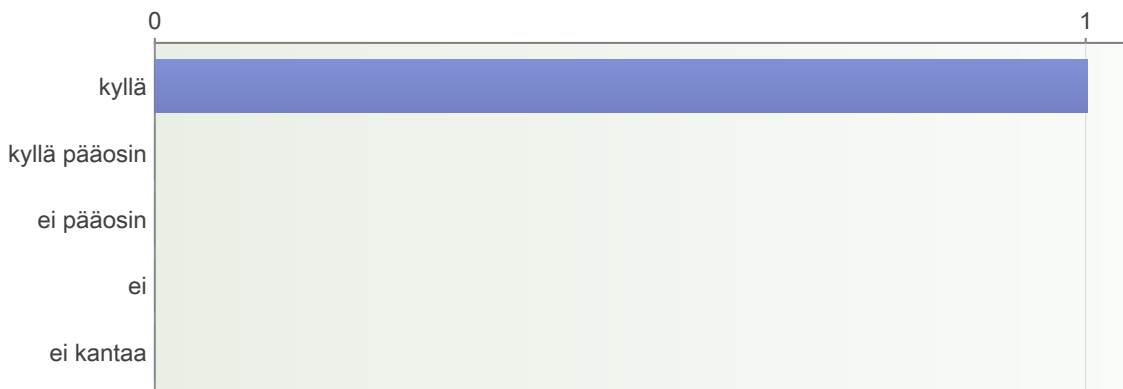 0 1
kyllä
kyllä pääosin
ei pääosin
ei
ei kantaa